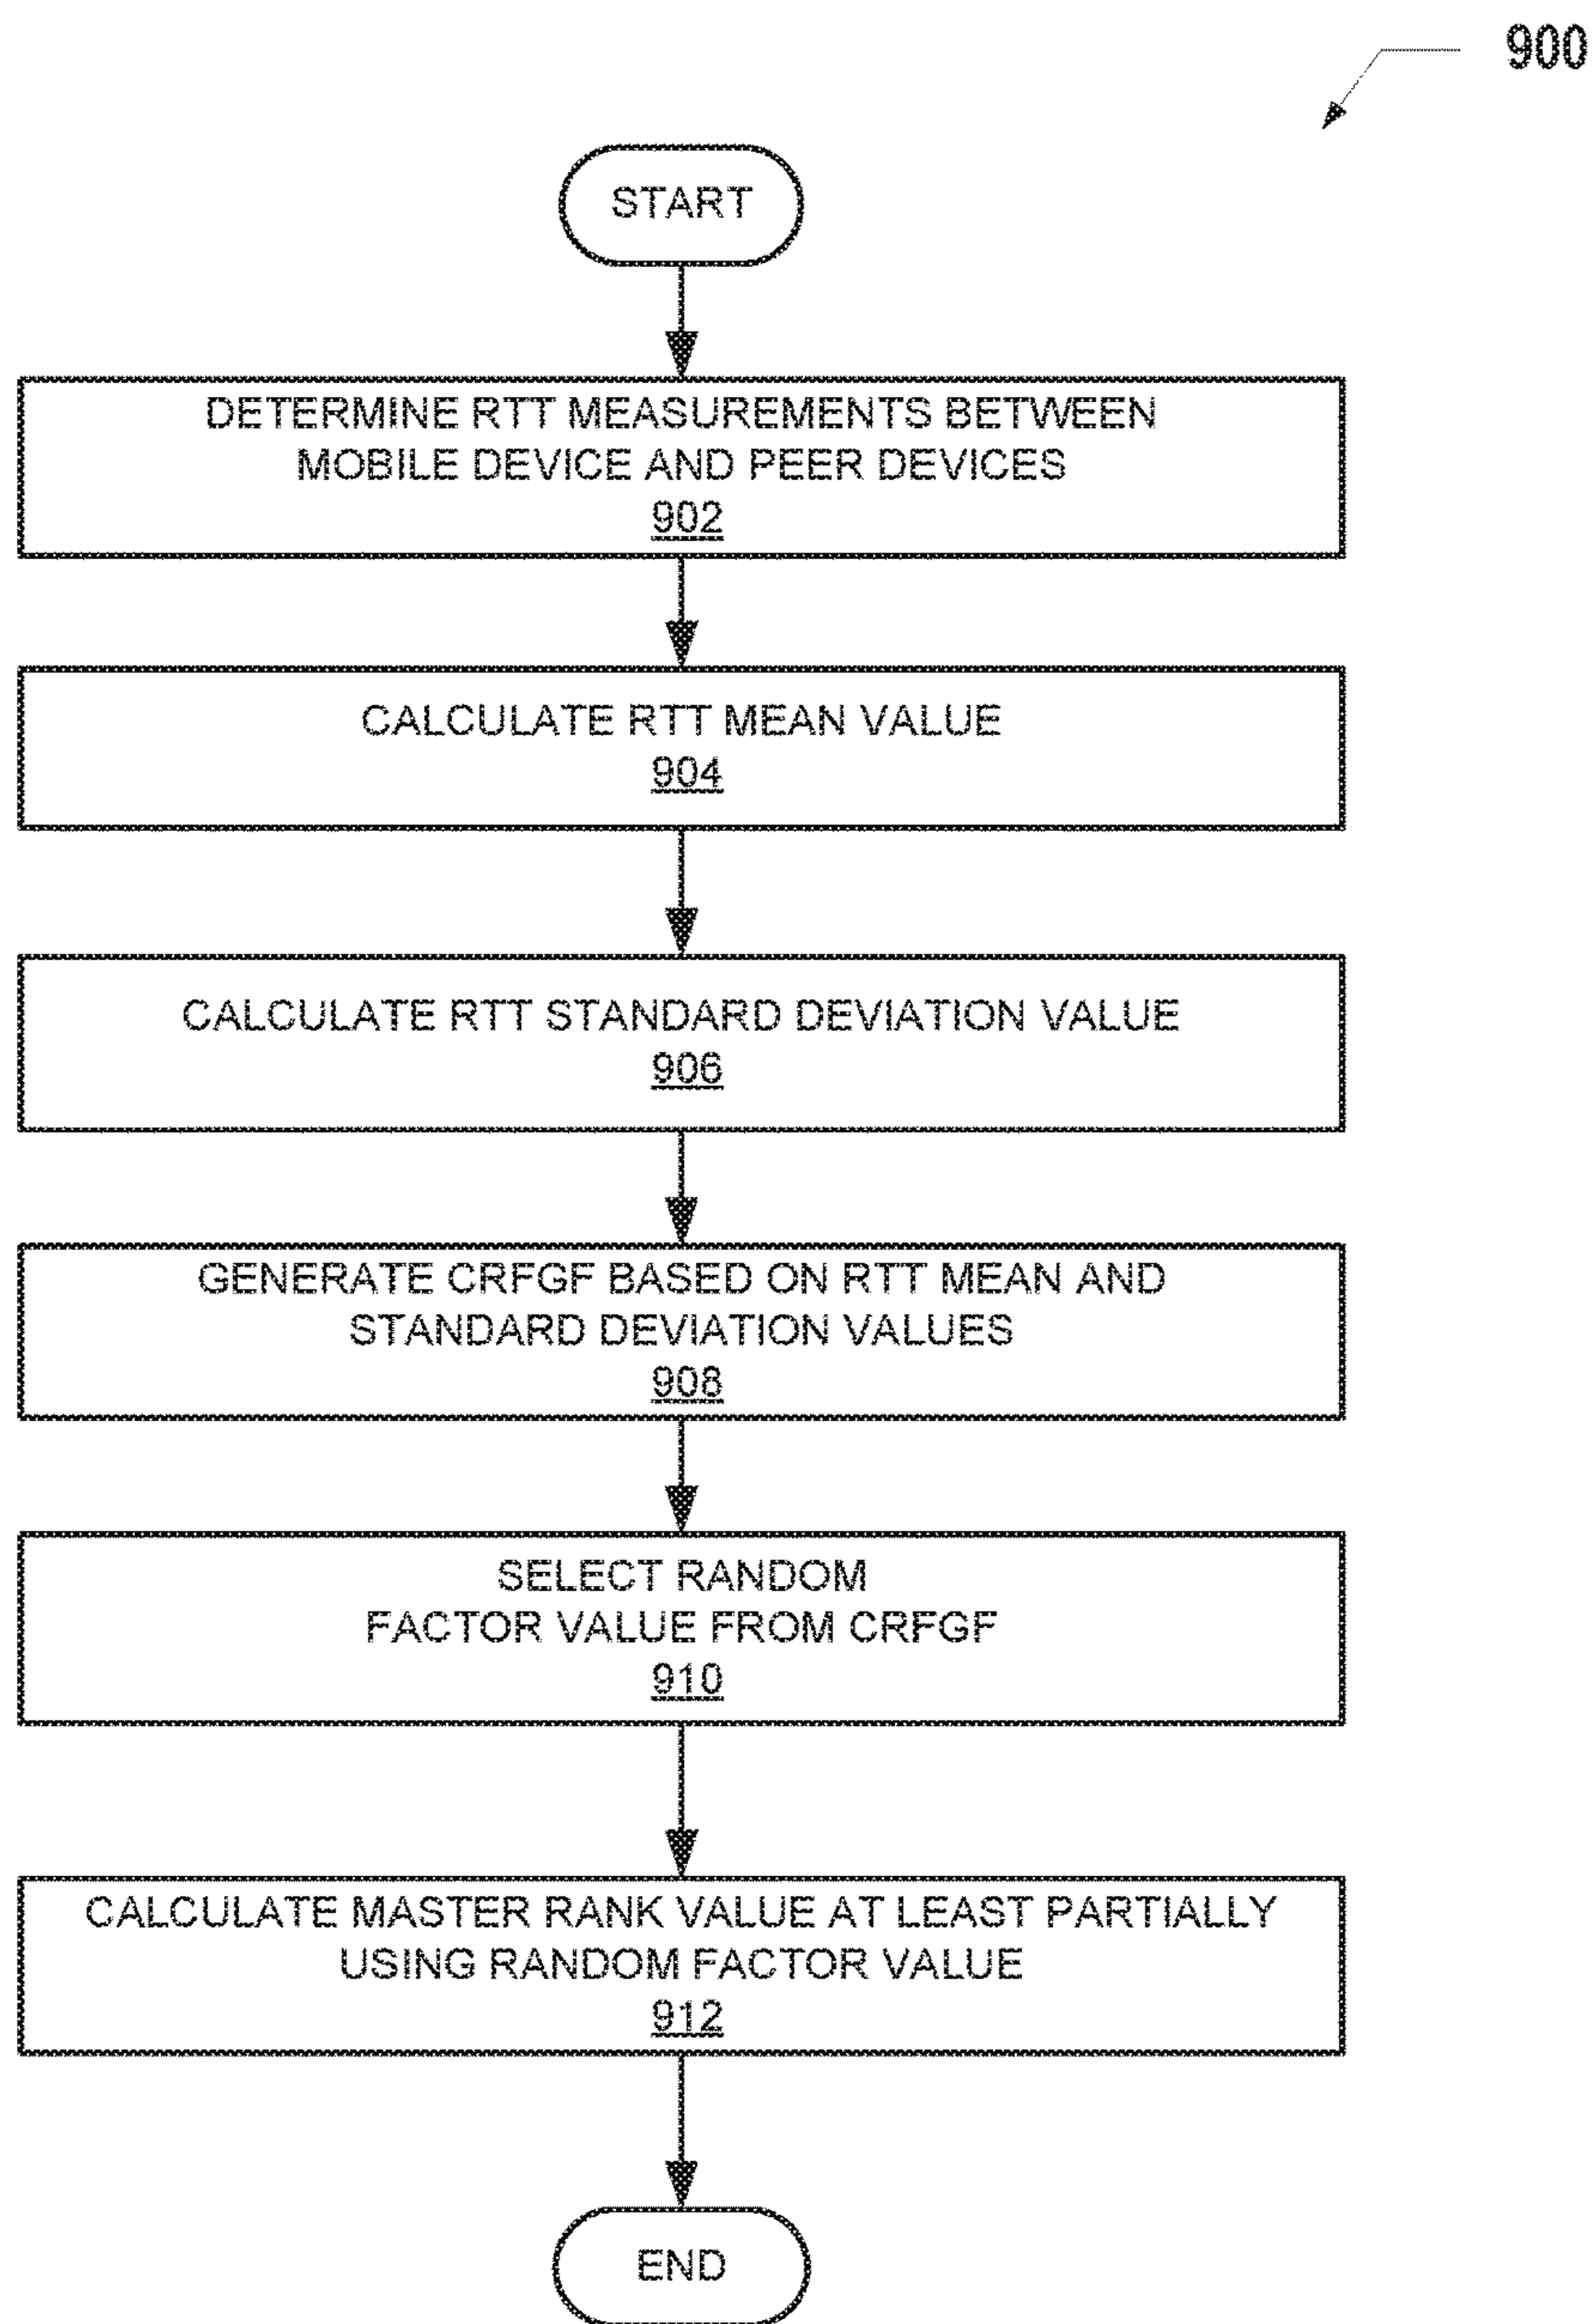 900
START
DETERMINE RTT MEASUREMENTS BETWEEN
MOBILE DEVICE AND PEER DEVICES
902
CALCULATE RTT MEAN VALUE
904
CALCULATE RTT STANDARD DEVIATION VALUE
906
GENERATE CRFGF BASED ON RTT MEAN AND
STANDARD DEVIATION VALUES
908
SELECT RANDOM
FACTOR VALUE FROM CRFGF
910
CALCULATE MASTER RANK VALUE AT LEAST PARTIALLY
USING RANDOM FACTOR VALUE
912
END